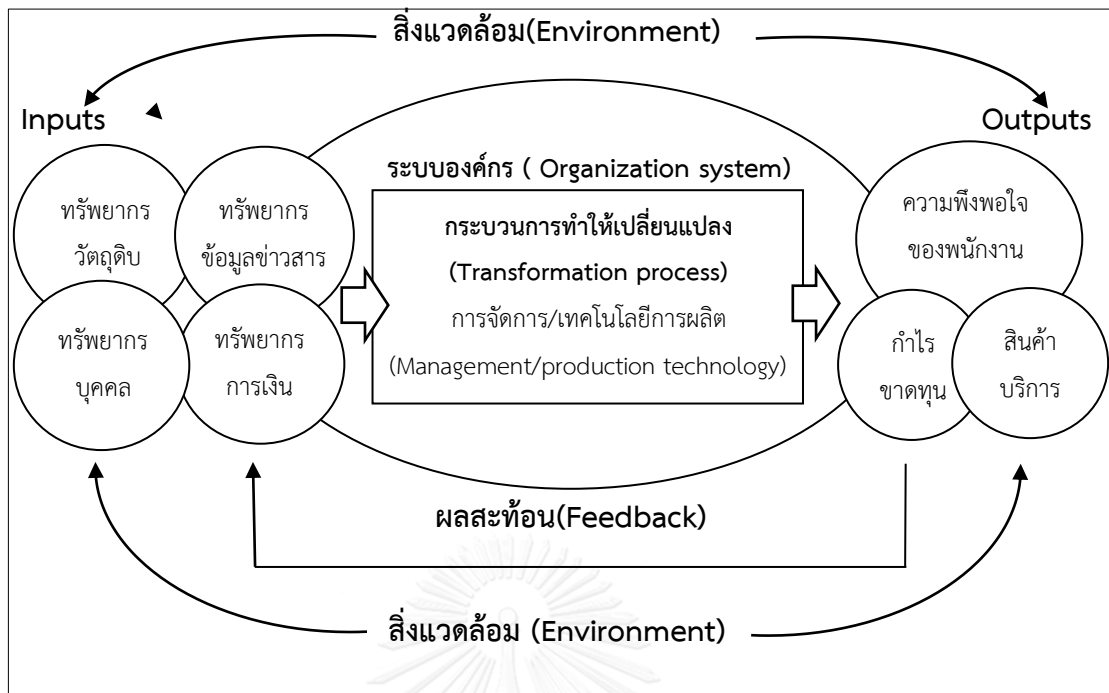 สิ่งแวดล้อม(Environment)
Inputs
Outputs
ทรัพยากร
วัตถุดิบ
ทรัพยากร
ข้อมูลข่าวสาร
ทรัพยากร
บุคคล
ทรัพยากร
การเงิน
ระบบองค์กร ( Organization system)
กระบวนการทำให้เปลี่ยนแปลง
(Transformation process)
การจัดการ/เทคโนโลยีการผลิต
(Management/production technology)
ความพึงพอใจ
ของพนักงาน
กำไร
ขาดทุน
สินค้า
บริการ
ผลสะท้อน(Feedback)
สิ่งแวดล้อม (Environment)